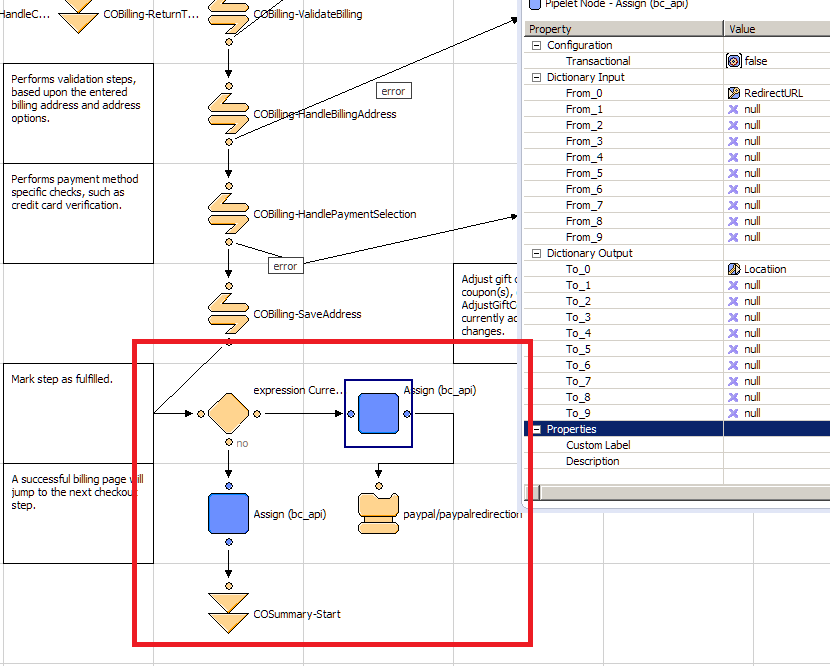 HandleC...
COBilling-ReturnT...
COBilling-ValidateBilling
Performs validation steps,
based upon the entered
billing address and address
options.
error
COBilling-HandleBillingAddress
Performs payment method
specific checks, such as
credit card verification.
COBilling-HandlePaymentSelection
error
Adjust gift
coupon(s),
AdjustGiftC
currently
changes.
COBilling-SaveAddress
Mark step as fulfilled.
expression Curre...
Assign (bc_api)
no
A successful billing page will
jump to the next checkout
step.
Assign (bc_api)
paypal/paypalredirection
COSummary-Start
Pipelet Node - Assign (bc_api)
Property Value
Configuration
Transactional false
Dictionary Input
From_0 RedirectURL
From_1 null
From_2 null
From_3 null
From_4 null
From_5 null
From_6 null
From_7 null
From_8 null
From_9 null
Dictionary Output
To_0 Location
To_1 null
To_2 null
To_3 null
To_4 null
To_5 null
To_6 null
To_7 null
To_8 null
To_9 null
Properties
Custom Label
Description